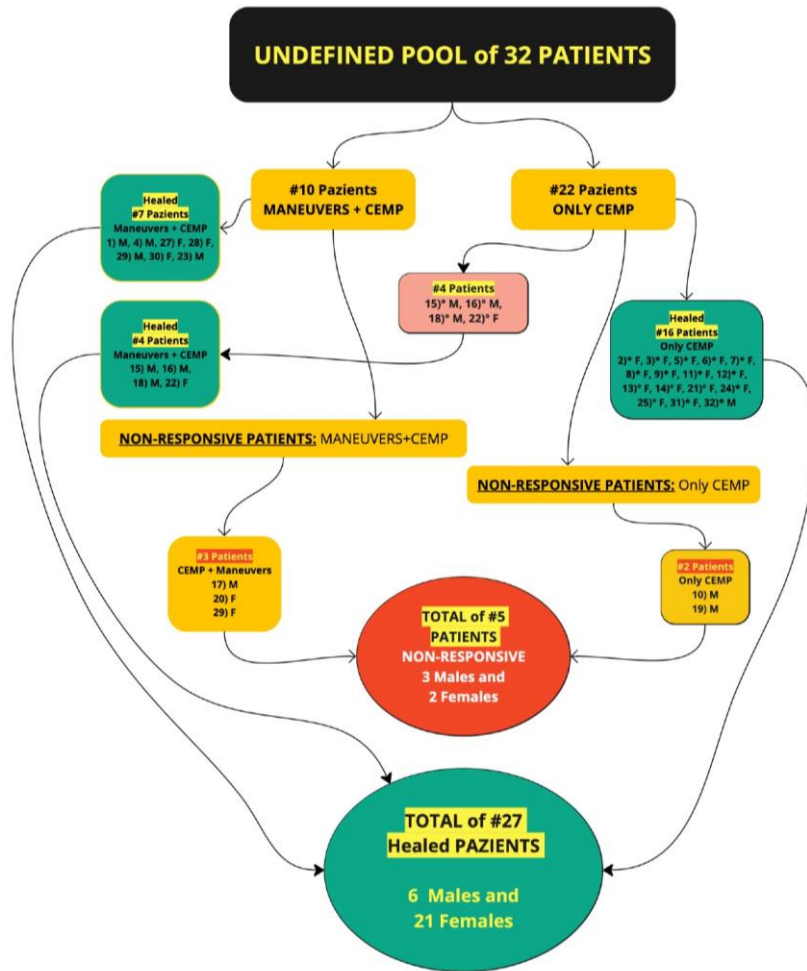 UNDEFINED POOL of 32 PATIENTS
#10 Pazients
MANEUVERS + CEMP
#22 Pazients
ONLY CEMP
Healed
#7 Pazients
Maneuvers + CEMP
1) M, 4) M, 27) F, 28) F,
29) M, 30) F, 23) M
#4 Patients
15)° M, 16)° M,
18)° M, 22)° F
Healed
#4 Patients
Maneuvers + CEMP
15) M, 16) M,
18) M, 22) F
Healed
#16 Patients
Only CEMP
2)* F, 3)* F, 5)* F, 6)* F, 7)* F,
8)* F, 9)* F, 11)* F, 12)* F,
13)° F, 14)° F, 21)° F, 24)* F,
25)° F, 31)* F, 32)* M
NON-RESPONSIVE PATIENTS: MANEUVERS+CEMP
NON-RESPONSIVE PATIENTS: Only CEMP
#3 Patients
CEMP + Maneuvers
17) M
20) F
29) F
#2 Patients
Only CEMP
10) M
19) M
TOTAL of #5
PATIENTS
NON-RESPONSIVE
3 Males and
2 Females
TOTAL of #27
Healed PAZIENTS
6 Males and
21 Females